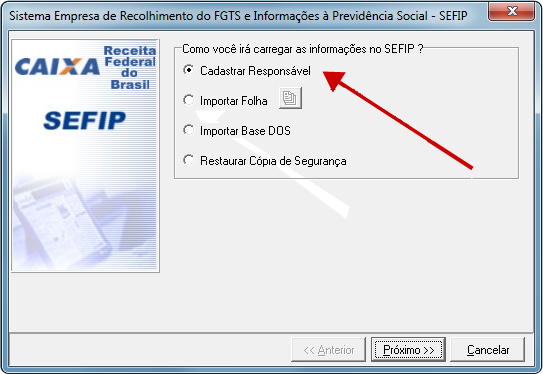 Sistema Empresa de Recolhimento do FGTS e Informações à Previdência Social - SEFIP
CAIXA
Receita
Federal
do
Brasil
SEFIP
Como você irá carregar as informações no SEFIP ?
Cadastrar Responsável
Importar Folha
Importar Base DOS
Restaurar Cópia de Segurança
<< Anterior
Próximo >>
Cancelar